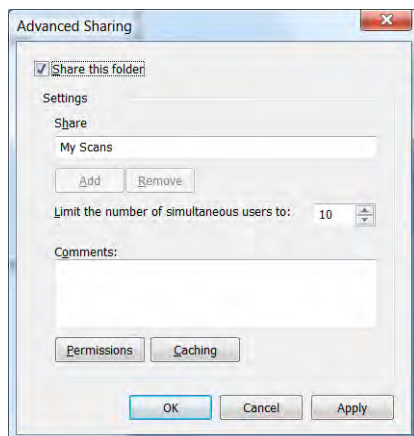 Advanced Sharing
Share this folder
Settings
Share
My Scans
Add Remove
Limit the number of simultaneous users to: 10
Comments:
Permissions Caching
OK Cancel Apply